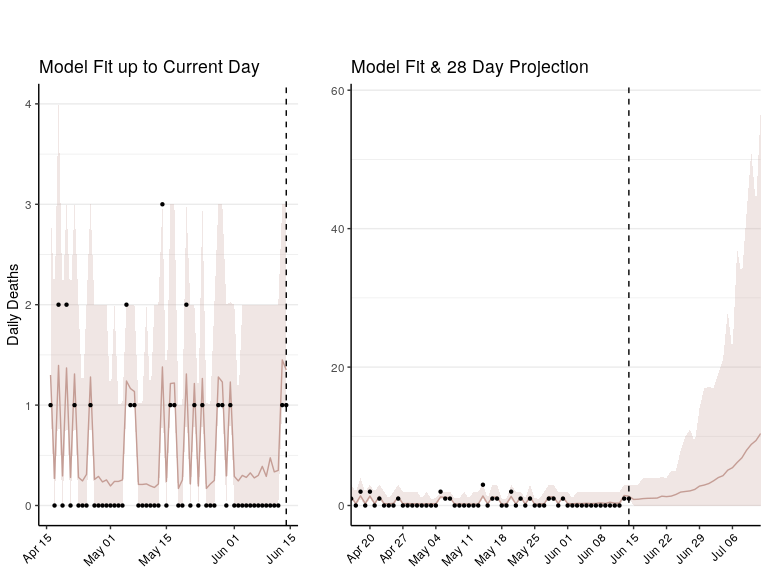 Model Fit up to Current Day
Daily Deaths
4
3
2
1
0
Apr 15
May 01
May 15
Jun 01
Jun 15
Model Fit & 28 Day Projection
60
40
20
0
Apr 20
Apr 27
May 04
May 11
May 18
May 25
Jun 01
Jun 08
Jun 15
Jun 22
Jun 29
Jul 06